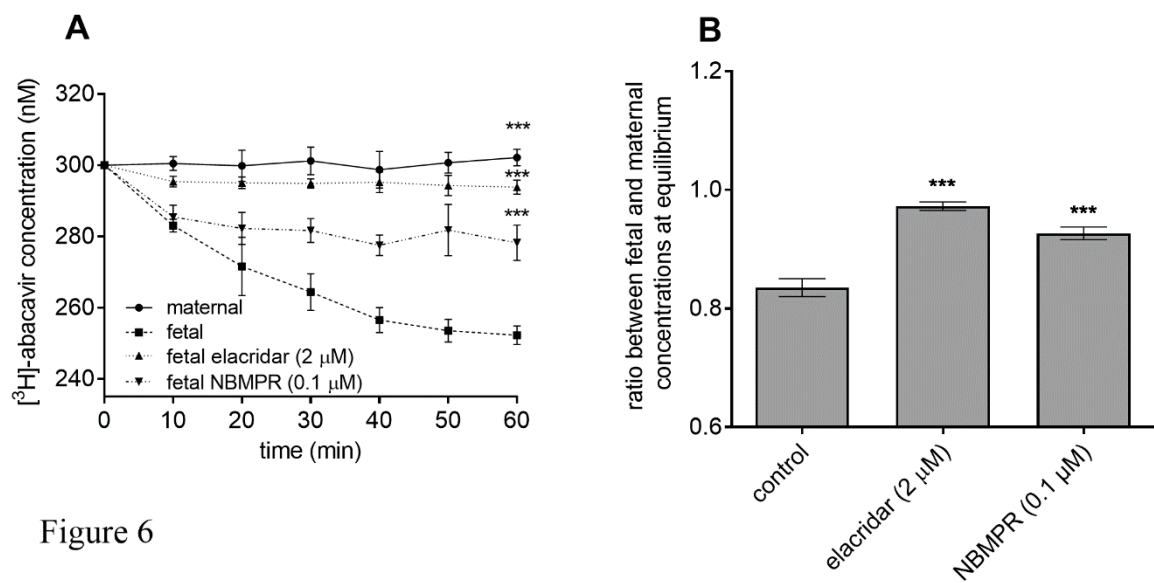 A
[³H]-abacavir concentration (nM)
320
300
280
260
240
***
***
***
maternal
fetal
fetal elacridar (2 μM)
fetal NBMPR (0.1 μM)
0 10 20 30 40 50 60
time (min)
Figure 6
B
ratio between fetal and maternal
concentrations at equilibrium
1.2
1.0
0.8
0.6
***
***
control
elacridar (2 μM)
NBMPR (0.1 μM)